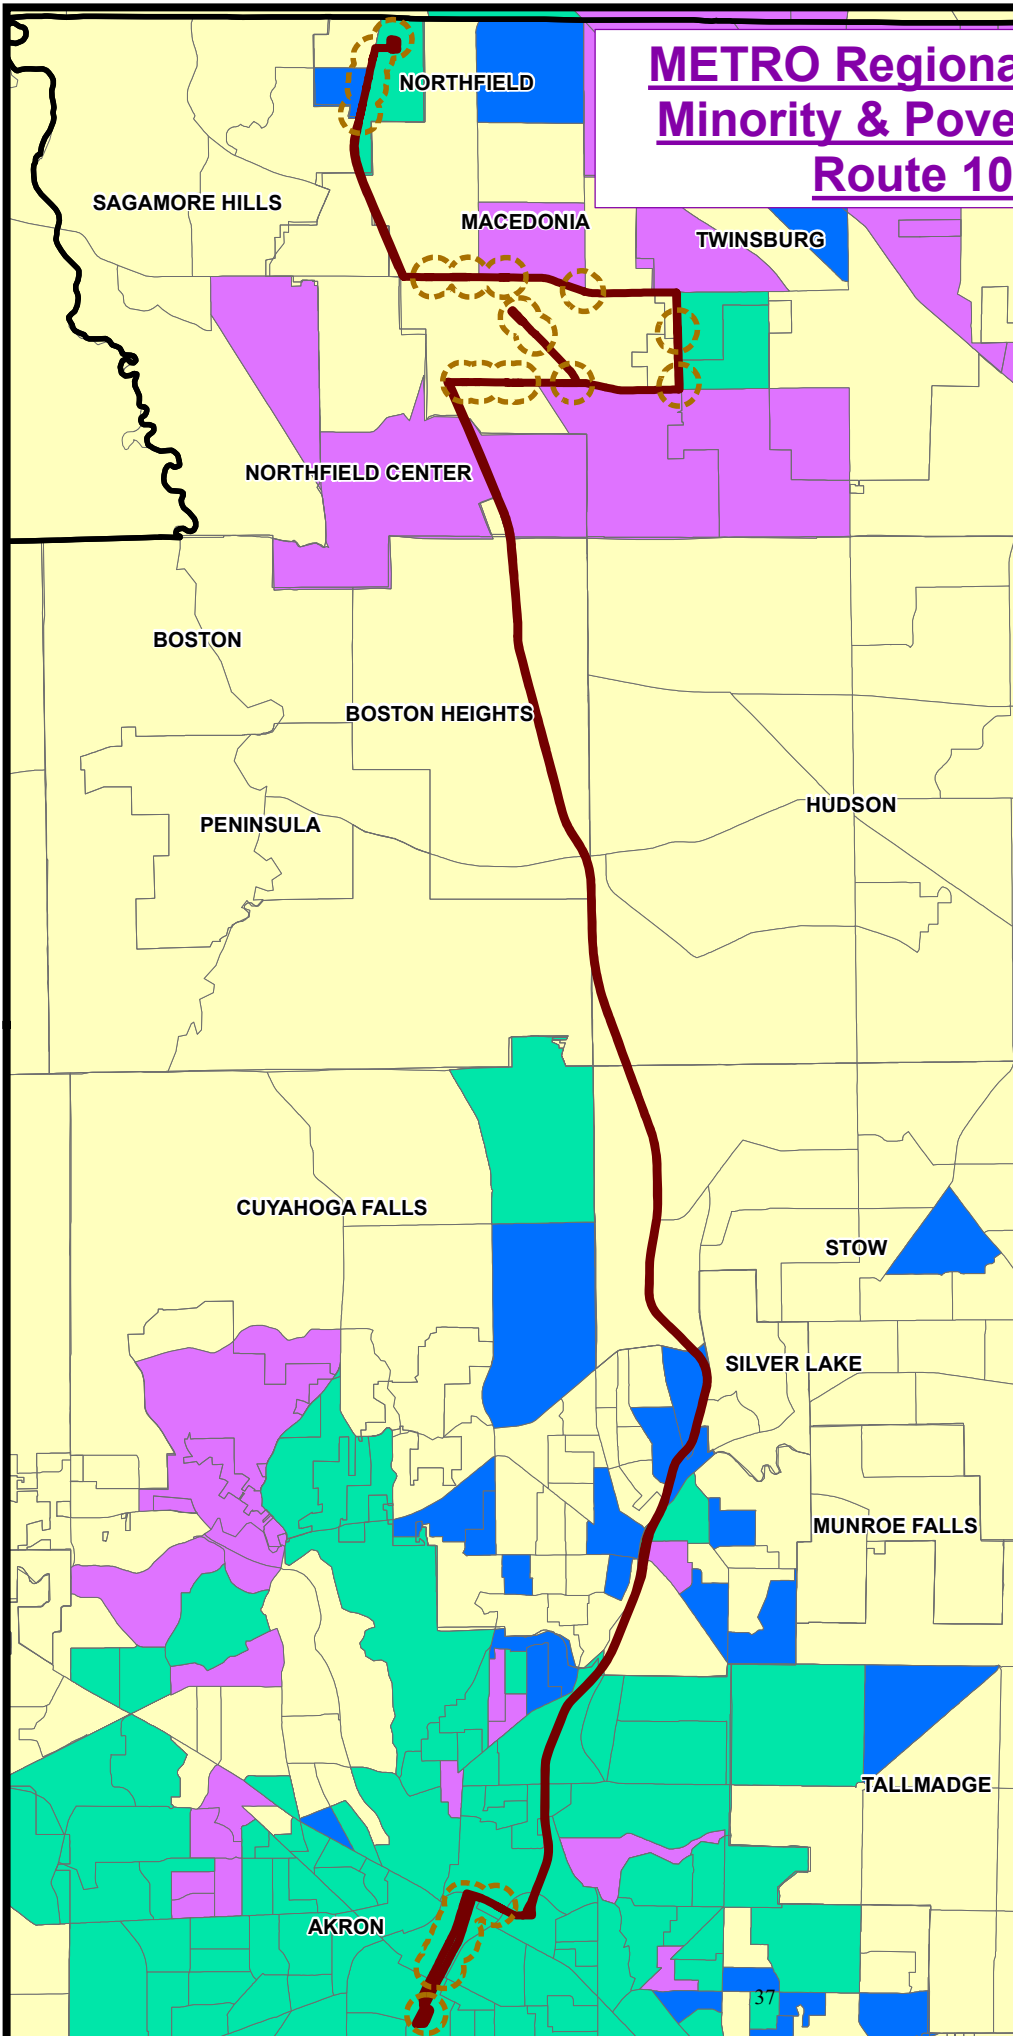 METRO Regiona
Minority & Pove
Route 10
NORTHFIELD
SAGAMORE HILLS
MACEDONIA
TWINSBURG
NORTHFIELD CENTER
BOSTON
BOSTON HEIGHTS
HUDSON
PENINSULA
CUYAHOGA FALLS
STOW
SILVER LAKE
MUNROE FALLS
TALLMADGE
AKRON
37